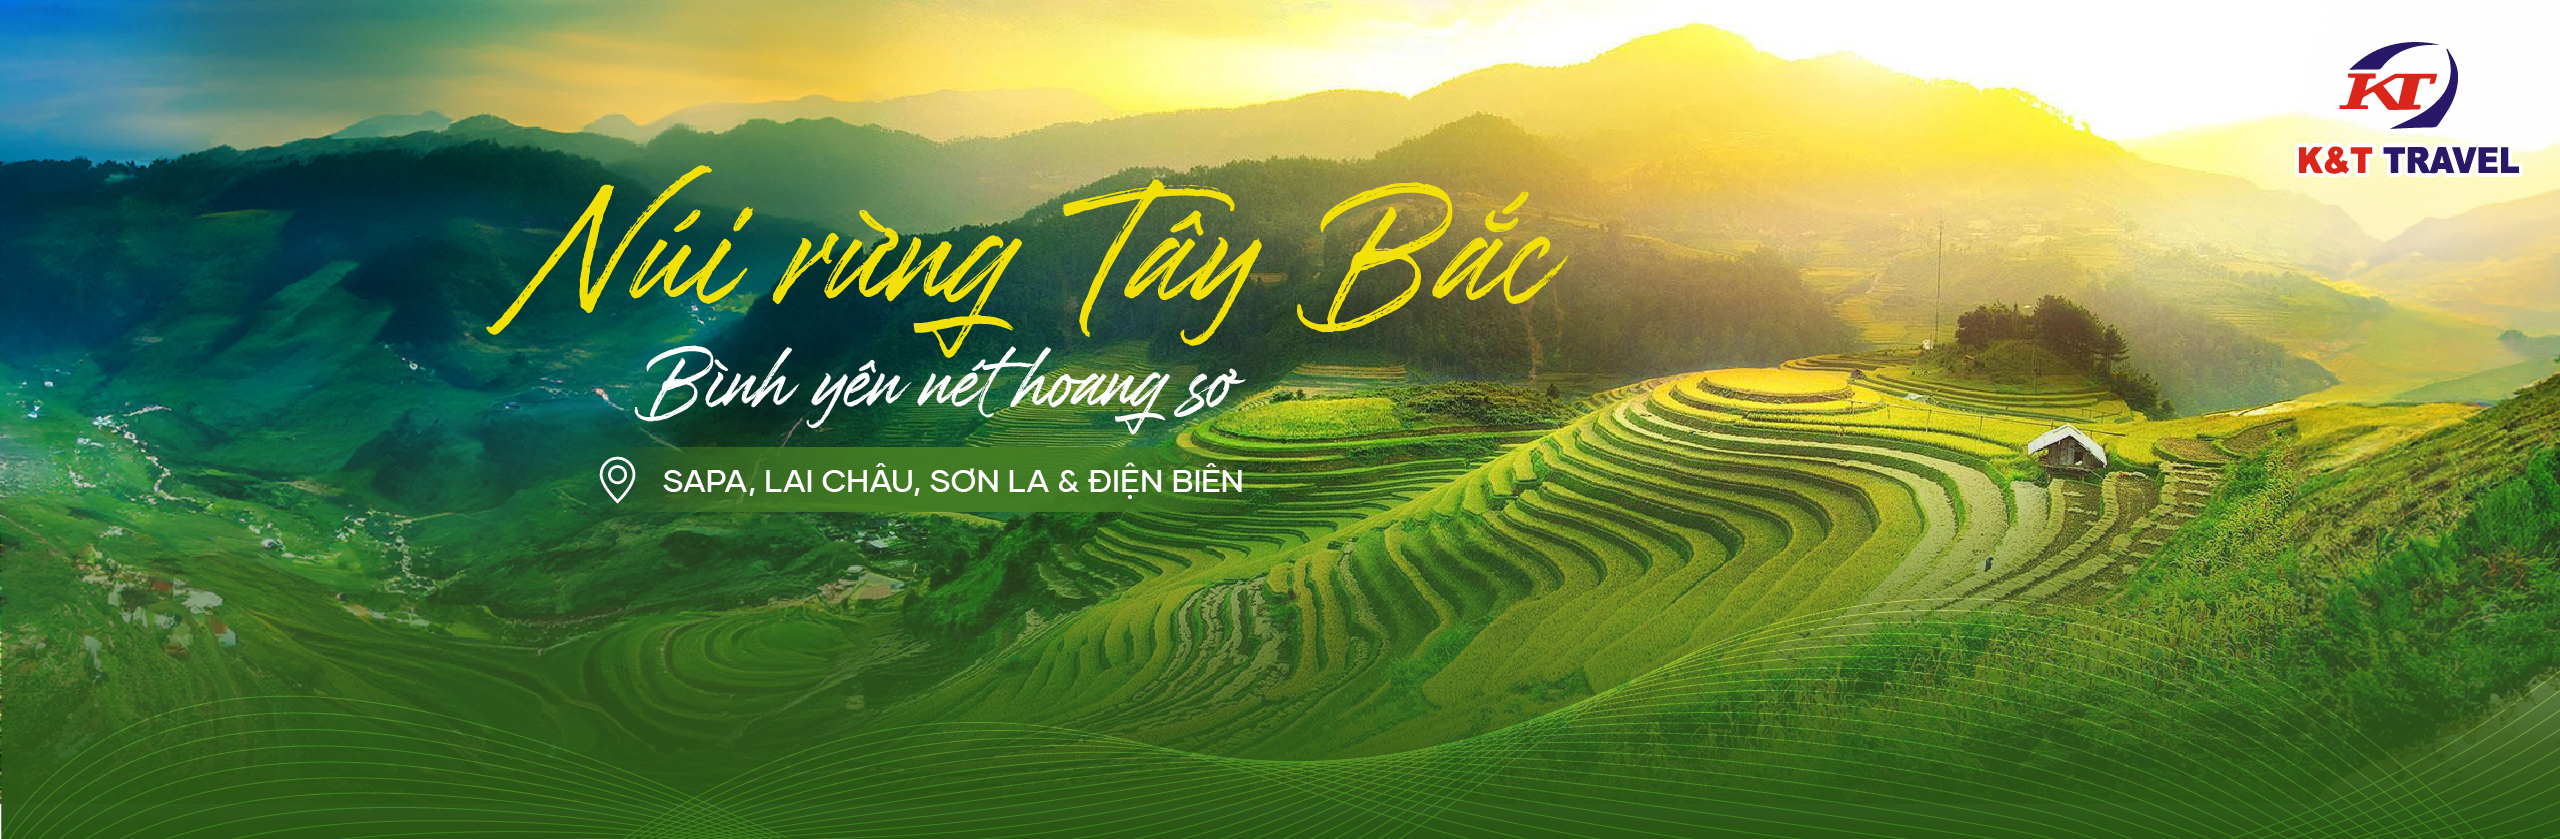 KT
K&T TRAVEL
Núi rừng Tây Bắc
Bình yên nét hoang sơ
SAPA, LAI CHÂU, SƠN LA & ĐIỆN BIÊN